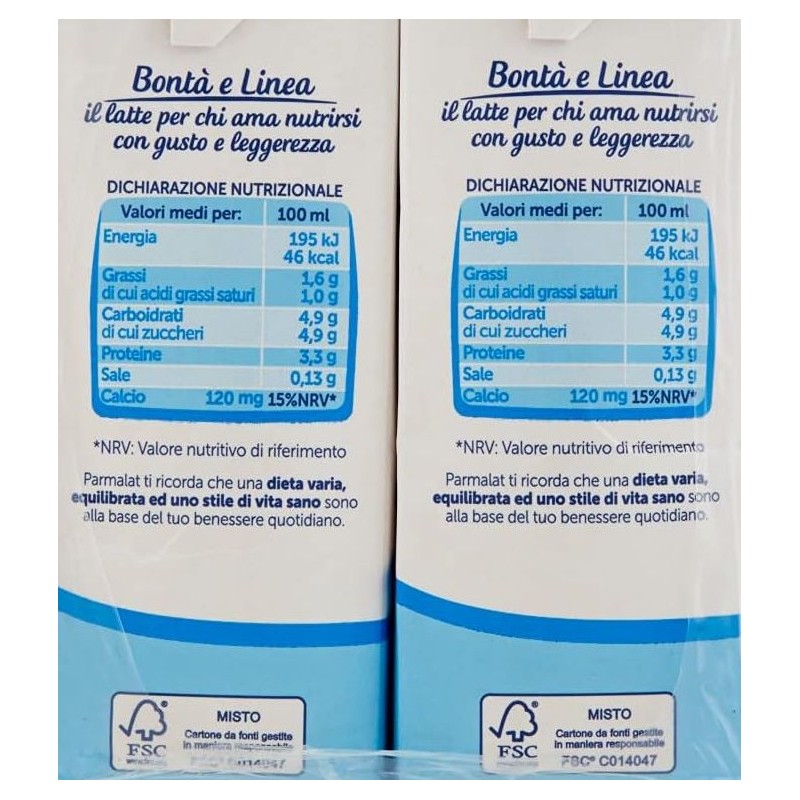 Bontà e Linea
il latte per chi ama nutrirsi
con gusto e leggerezza
DICHIARAZIONE NUTRIZIONALE
Valori medi per: 100 ml
Energia 195 kJ
46 kcal
Grassi 1,6 g
di cui acidi grassi saturi 1,0 g
Carboidrati 4,9 g
di cui zuccheri 4,9 g
Proteine 3,3 g
Sale 0,13 g
Calcio 120 mg 15%NRV*
*NRV: Valore nutritivo di riferimento
Parmalat ti ricorda che una dieta varia,
equilibrata ed uno stile di vita sano sono
alla base del tuo benessere quotidiano.
FSC
MISTO
Cartone da fonti gestite
in maniera responsabile
FSC® C014047
Bontà e Linea
il latte per chi ama nutrirsi
con gusto e leggerezza
DICHIARAZIONE NUTRIZIONALE
Valori medi per: 100 ml
Energia 195 kJ
46 kcal
Grassi 1,6 g
di cui acidi grassi saturi 1,0 g
Carboidrati 4,9 g
di cui zuccheri 4,9 g
Proteine 3,3 g
Sale 0,13 g
Calcio 120 mg 15%NRV*
*NRV: Valore nutritivo di riferimento
Parmalat ti ricorda che una dieta varia,
equilibrata ed uno stile di vita sano sono
alla base del tuo benessere quotidiano.
FSC
MISTO
Cartone da fonti gestite
in maniera responsabile
FSC® C014047